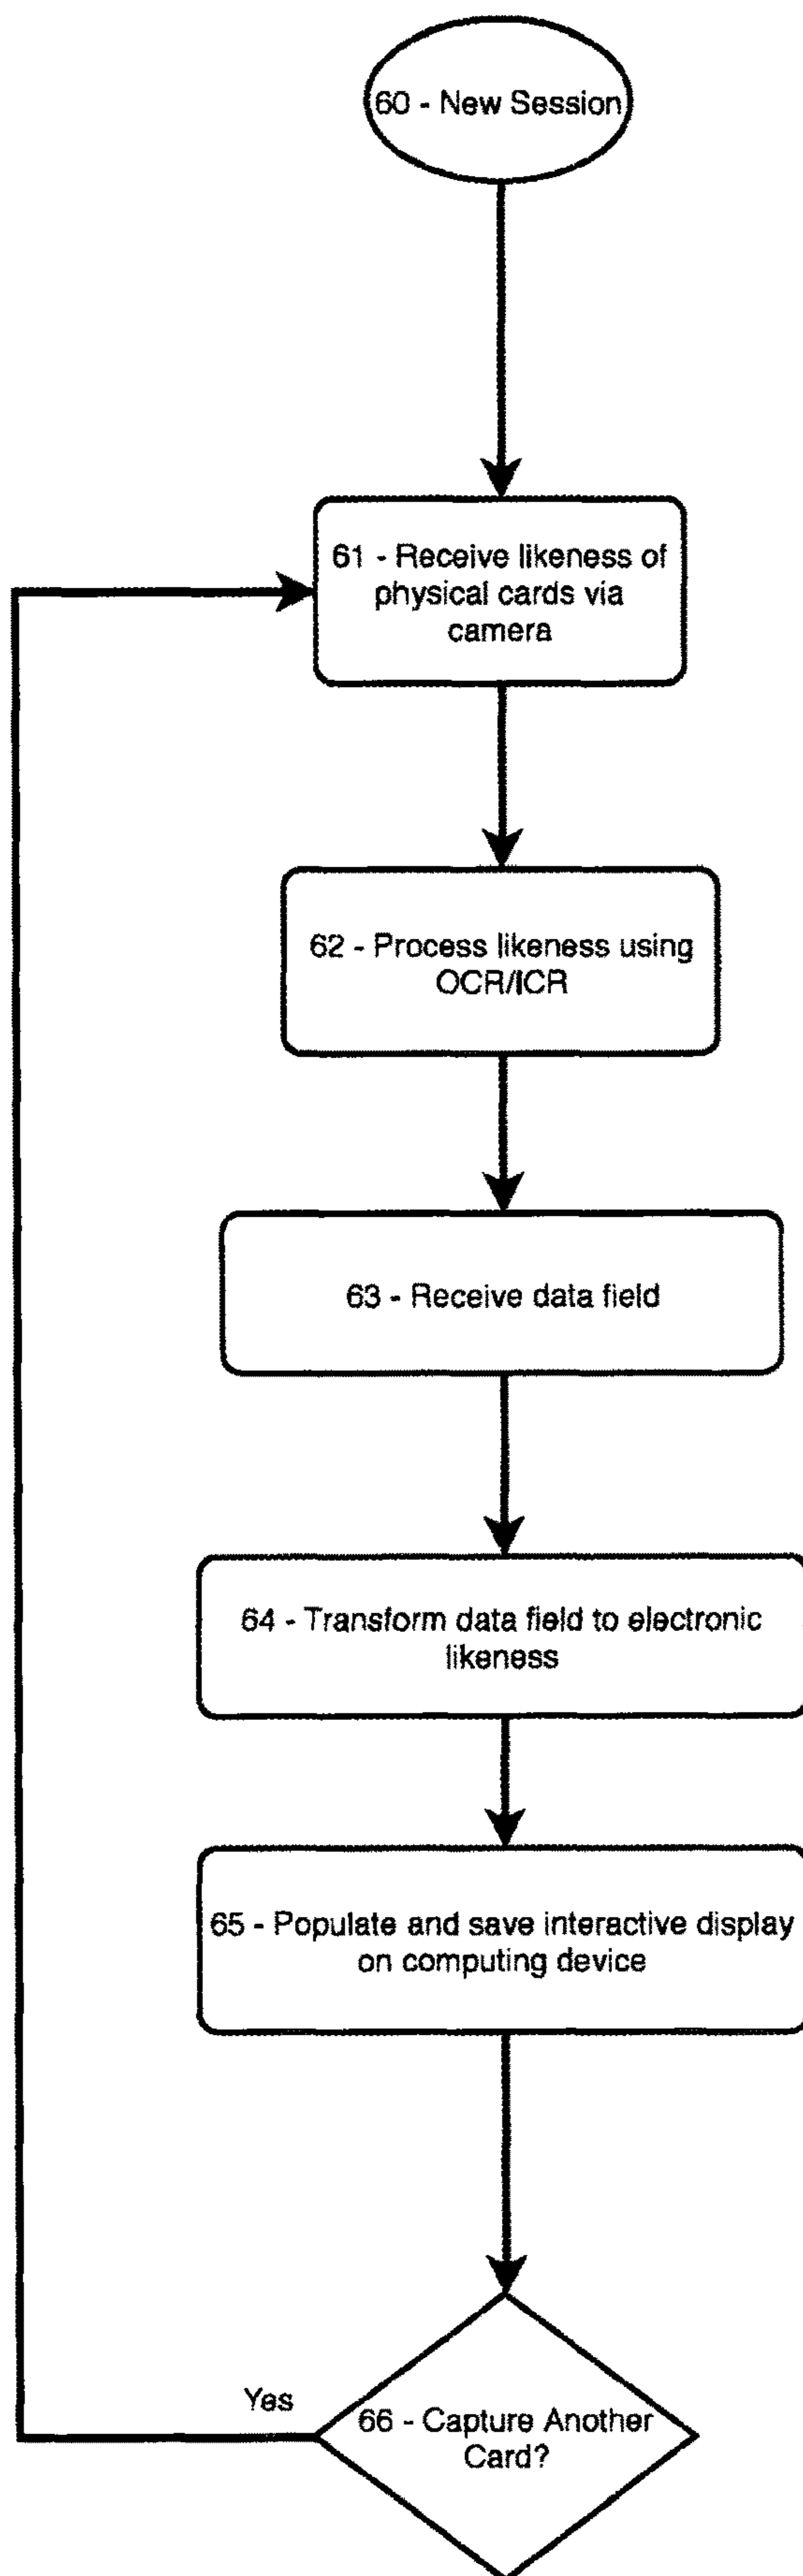 60 - New Session
61 - Receive likeness of
physical cards via
camera
62 - Process likeness using
OCR/ICR
63 - Receive data field
64 - Transform data field to electronic
likeness
65 - Populate and save interactive display
on computing device
Yes
66 - Capture Another
Card?